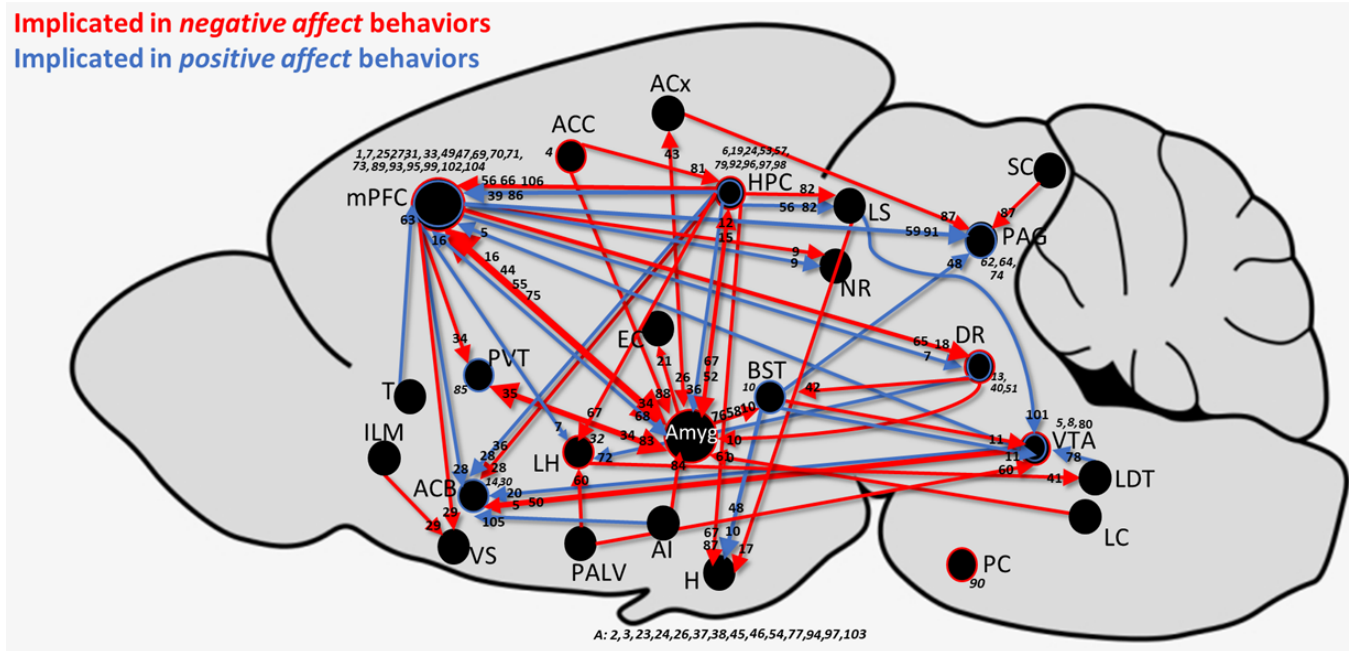 Implicated in negative affect behaviors
Implicated in positive affect behaviors
ACx
ACC
4
43
1,7,25,27,31, 33, 49,47,69,70,71,
73,89,93,95,99,102,104
6,19,24,53,57,
79,92,96,97,98
81
HPC
SC
mPFC
56 66 106
39 86
82
56 82
LS
87
87
PAG
63
12
15
59 91
5
16
16
44
55
75
9
9
48
62,64,
74
NR
EC
21
34
PVT
85
35
DR
65 18
7
13,
40,51
67
52
26
36
BST
10
42
T
88
34
68
67
7
32
34
83
Amyg
76 58 10
10
101
5,8,80
VTA
11
11
78
60
ILM
36
28
28
28
LH
72
84
61
0
41
LDT
ACB
14,30
20
5
50
60
LC
29
29
105
48
10
67
87
17
VS
PALV
AI
H
PC
90
A: 2,3,23,24,26,37,38,45,46,54,77,94,97,103